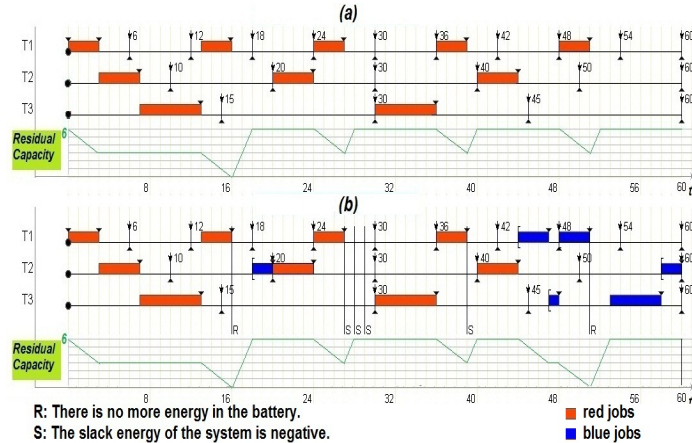 (a)
T1 6 12 18 24 30 36 42 48 54 60
T2 10 20 30 40 50 60
T3 15 30 45 60
Residual Capacity 6
8 16 24 32 40 48 56 60 t
(b)
T1 6 12 18 24 30 36 42 48 54 60
T2 10 20 30 40 50 60
T3 15 30 45 60
R S S S S R
Residual Capacity 6
8 16 24 32 40 48 56 60 t
R: There is no more energy in the battery.
red jobs
S: The slack energy of the system is negative.
blue jobs